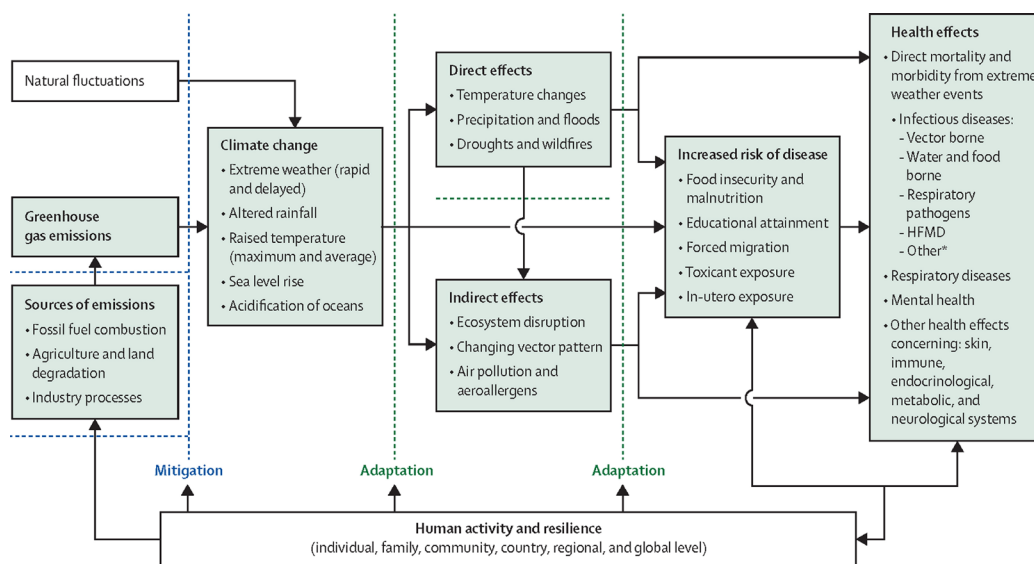 Natural fluctuations
Greenhouse
gas emissions
Sources of emissions
• Fossil fuel combustion
• Agriculture and land
degradation
• Industry processes
Climate change
• Extreme weather (rapid
and delayed)
• Altered rainfall
• Raised temperature
(maximum and average)
• Sea level rise
• Acidification of oceans
Direct effects
• Temperature changes
• Precipitation and floods
• Droughts and wildfires
Indirect effects
• Ecosystem disruption
• Changing vector pattern
• Air pollution and
aeroallergens
Increased risk of disease
• Food insecurity and
malnutrition
• Educational attainment
• Forced migration
• Toxicant exposure
• In-utero exposure
Health effects
• Direct mortality and
morbidity from extreme
weather events
• Infectious diseases:
- Vector borne
- Water and food
borne
- Respiratory
pathogens
- HFMD
- Other*
• Respiratory diseases
• Mental health
• Other health effects
concerning: skin,
immune,
endocrinological,
metabolic, and
neurological systems
Mitigation
Adaptation
Adaptation
Human activity and resilience
(individual, family, community, country, regional, and global level)